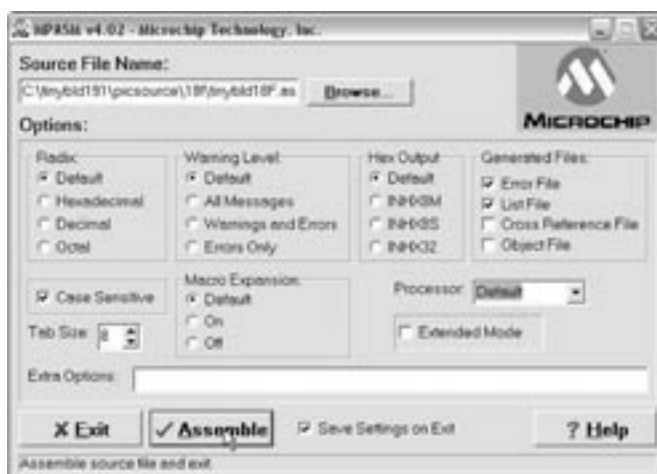 MPASM v4.02 - Microchip Technology, Inc.
Source File Name:
C:\tinybld191\picsource\18F\tinybld18F.as
Browse...
MICROCHIP
Options:
Radix:
Default
Hexadecimal
Decimal
Octal
Warning Level:
Default
All Messages
Warnings and Errors
Errors Only
Hex Output
Default
INHX8M
INHX8S
INHX32
Generated Files:
Error File
List File
Cross Reference File
Object File
Case Sensitive
Tab Size: 8
Macro Expansion:
Default
On
Off
Processor: Default
Extended Mode
Extra Options:
X Exit
✓ Assemble
Save Settings on Exit
? Help
Assemble source file and exit